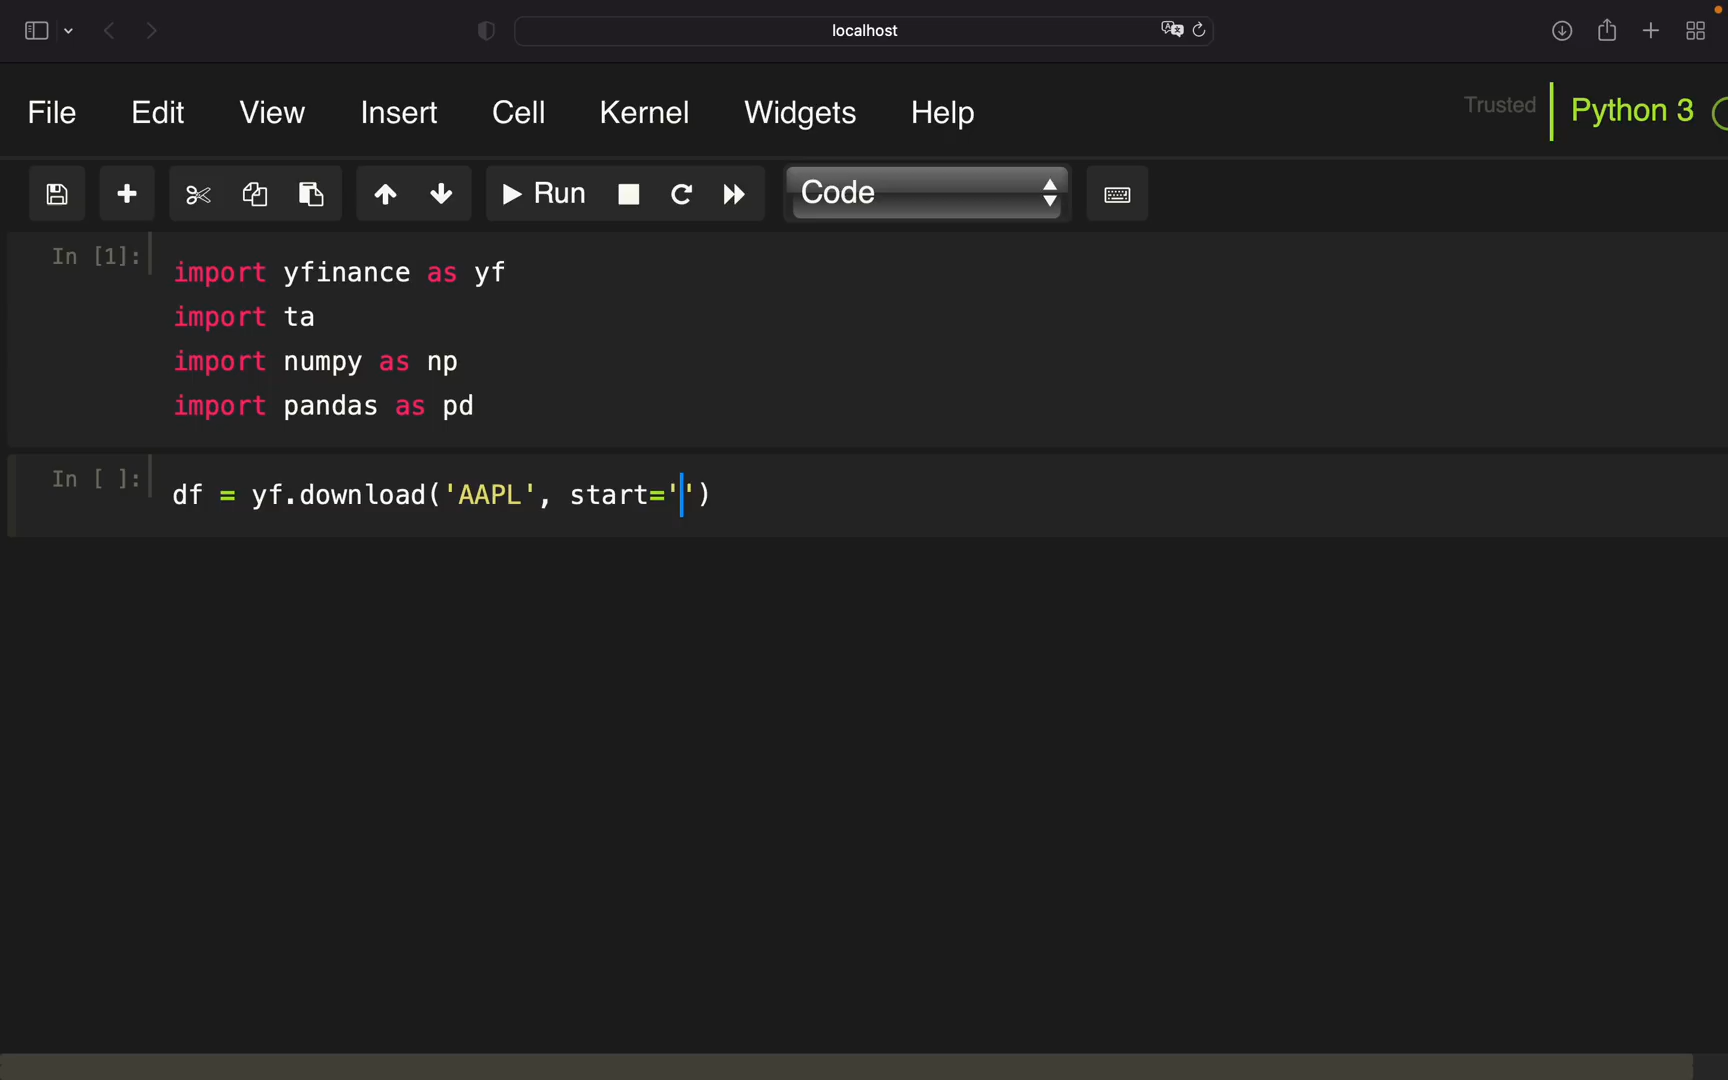 localhost
File Edit View Insert Cell Kernel Widgets Help Trusted Python 3
Run Code
In [1]:
import yfinance as yf
import ta
import numpy as np
import pandas as pd
In [ ]:
df = yf.download('AAPL', start='')